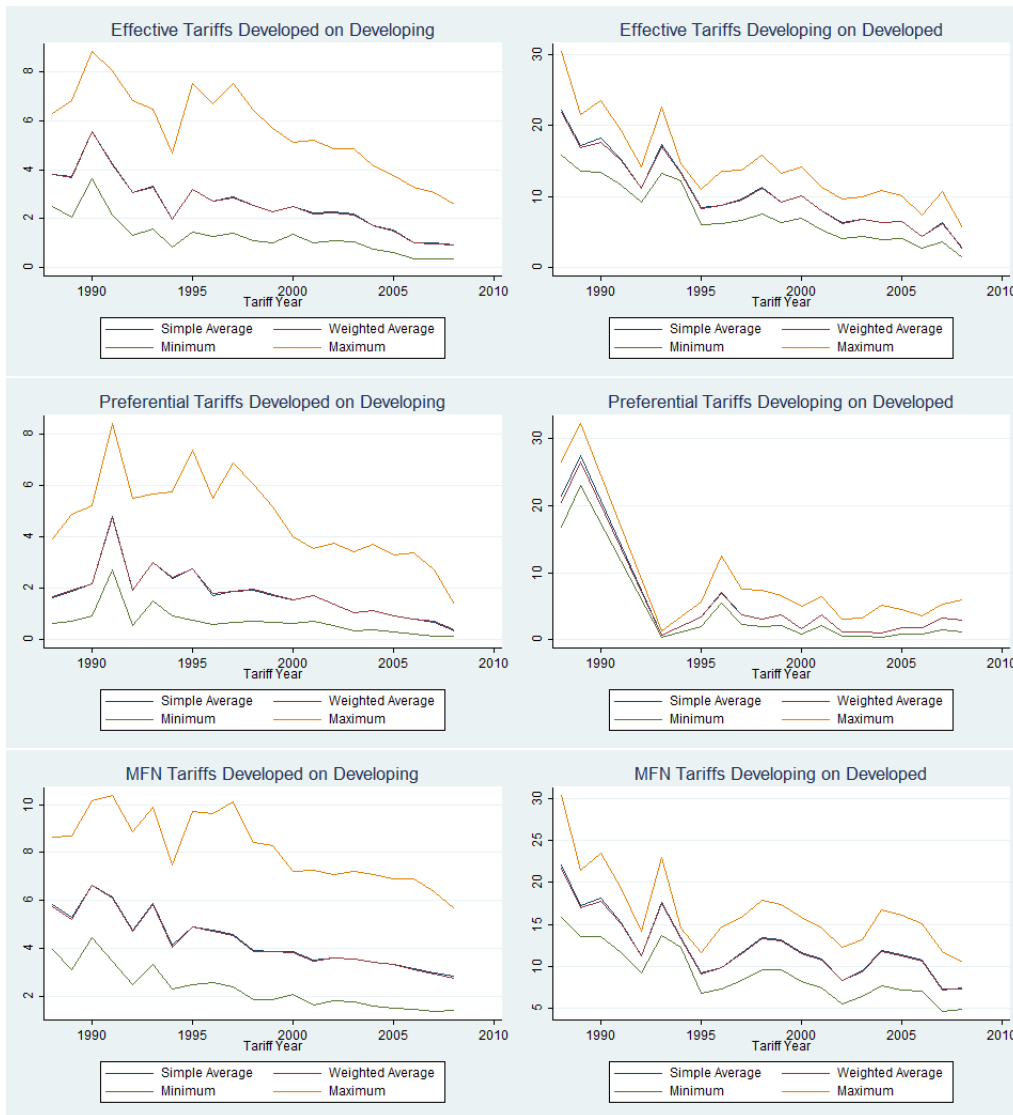 Effective Tariffs Developed on Developing
8
6
4
2
0
1990 1995 2000 2005 2010
Tariff Year
Simple Average Weighted Average
Minimum Maximum
Effective Tariffs Developing on Developed
30
20
10
0
1990 1995 2000 2005 2010
Tariff Year
Simple Average Weighted Average
Minimum Maximum
Preferential Tariffs Developed on Developing
8
6
4
2
0
1990 1995 2000 2005 2010
Tariff Year
Simple Average Weighted Average
Minimum Maximum
Preferential Tariffs Developing on Developed
30
20
10
0
1990 1995 2000 2005 2010
Tariff Year
Simple Average Weighted Average
Minimum Maximum
MFN Tariffs Developed on Developing
10
8
6
4
2
1990 1995 2000 2005 2010
Tariff Year
Simple Average Weighted Average
Minimum Maximum
MFN Tariffs Developing on Developed
30
25
20
15
10
5
1990 1995 2000 2005 2010
Tariff Year
Simple Average Weighted Average
Minimum Maximum